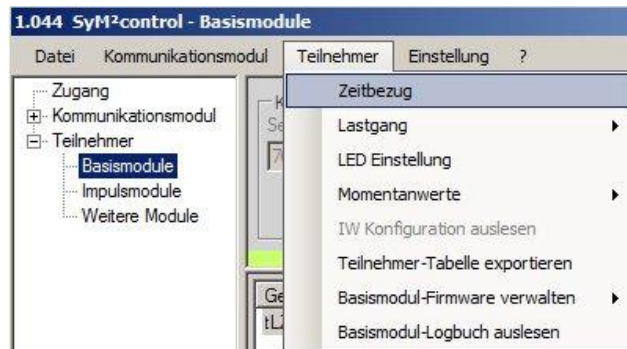 1.044 SyM²control - Basismodule
Datei Kommunikationsmodul Teilnehmer Einstellung ?
Zugang
Kommunikationsmodul
Teilnehmer
Basismodule
Impulsmodule
Weitere Module
Zeitbezug
Lastgang
LED Einstellung
Momentanwerte
IW Konfiguration auslesen
Teilnehmer-Tabelle exportieren
Basismodul-Firmware verwalten
Basismodul-Logbuch auslesen